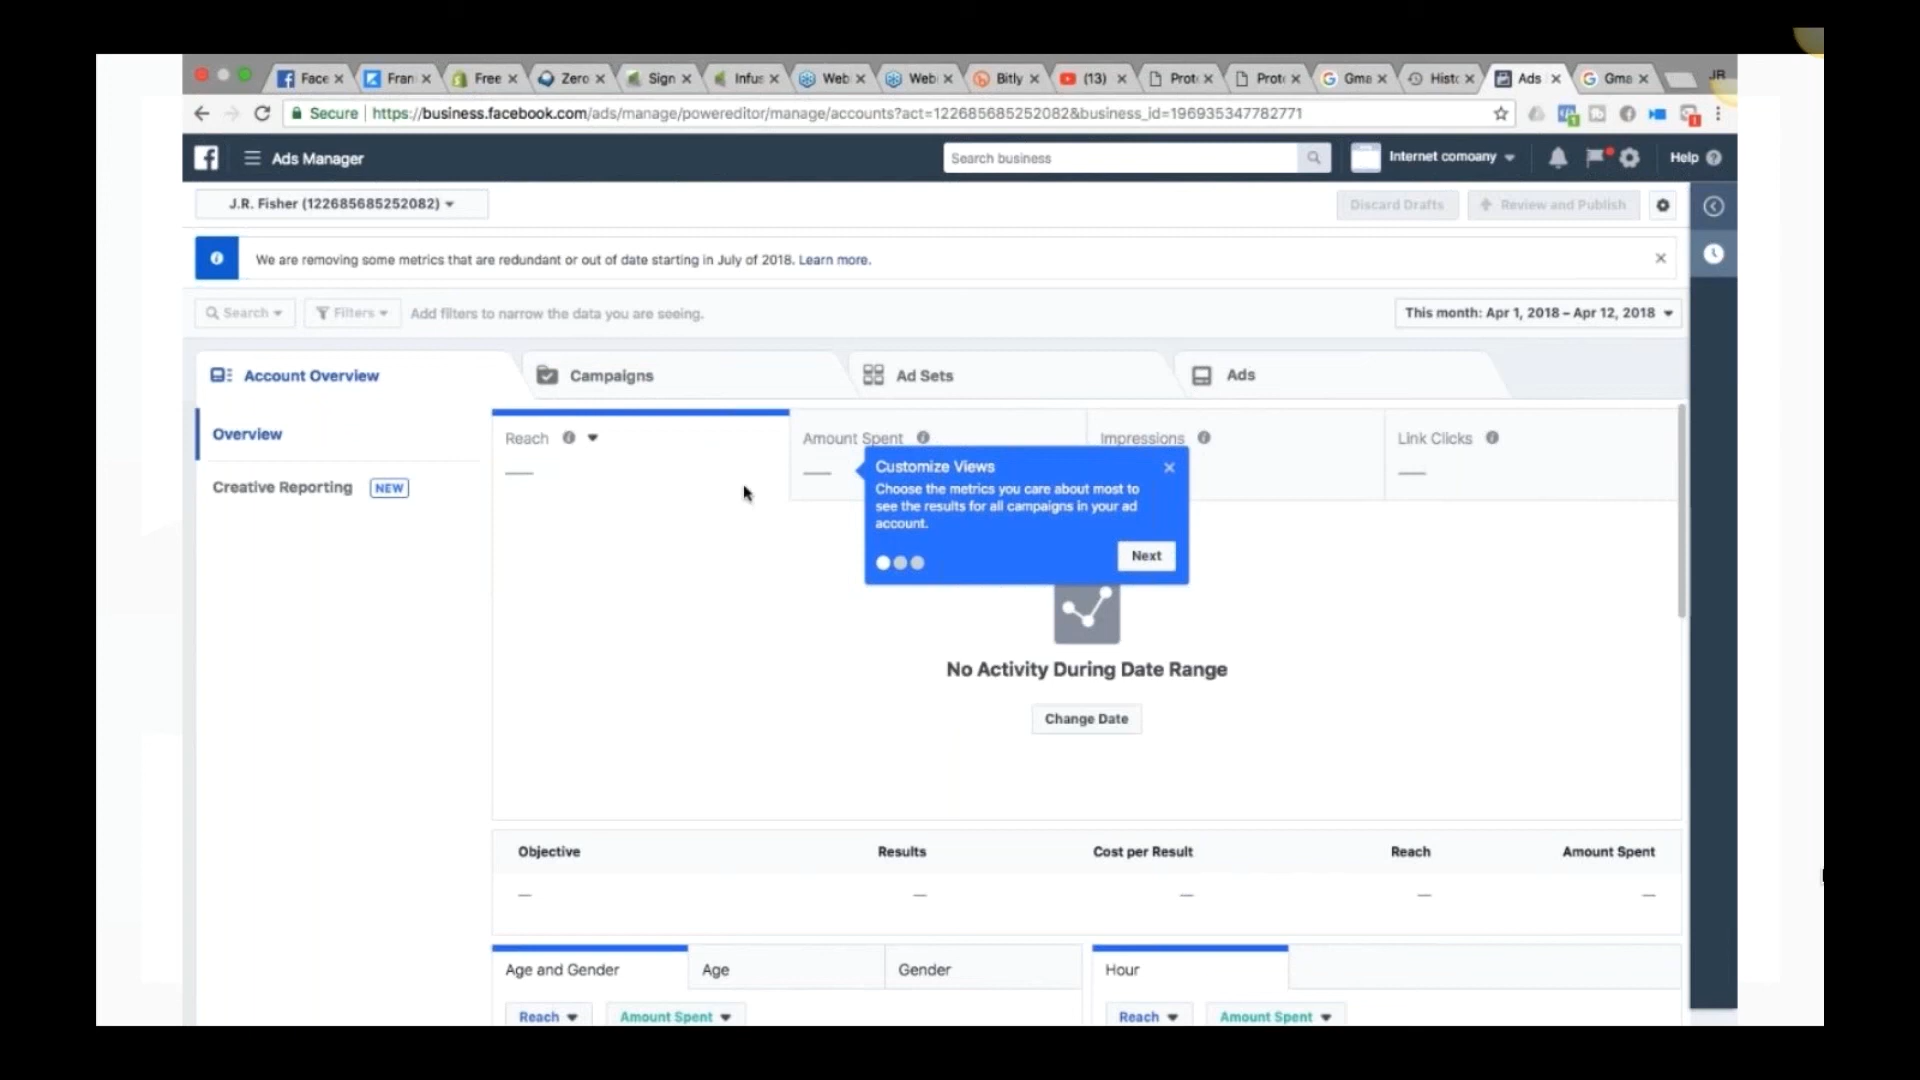 Face Fran Free Zero Sign Infus Web Web Bitly (13) Prot Prot Gma Histo Ads Gma JR
Secure https://business.facebook.com/ads/manage/powereditor/manage/accounts?act=122685685252082&business_id=196935347782771
Ads Manager Search business Internet comoany Help
J.R. Fisher (122685685252082) Discard Drafts Review and Publish
We are removing some metrics that are redundant or out of date starting in July of 2018. Learn more.
Search Filters Add filters to narrow the data you are seeing. This month: Apr 1, 2018 – Apr 12, 2018
Account Overview Campaigns Ad Sets Ads
Overview
Creative Reporting NEW
Reach Amount Spent Impressions Link Clicks
Customize Views
Choose the metrics you care about most to
see the results for all campaigns in your ad
account.
Next
No Activity During Date Range
Change Date
Objective Results Cost per Result Reach Amount Spent
— — — — —
Age and Gender Age Gender Hour
Reach Amount Spent Reach Amount Spent